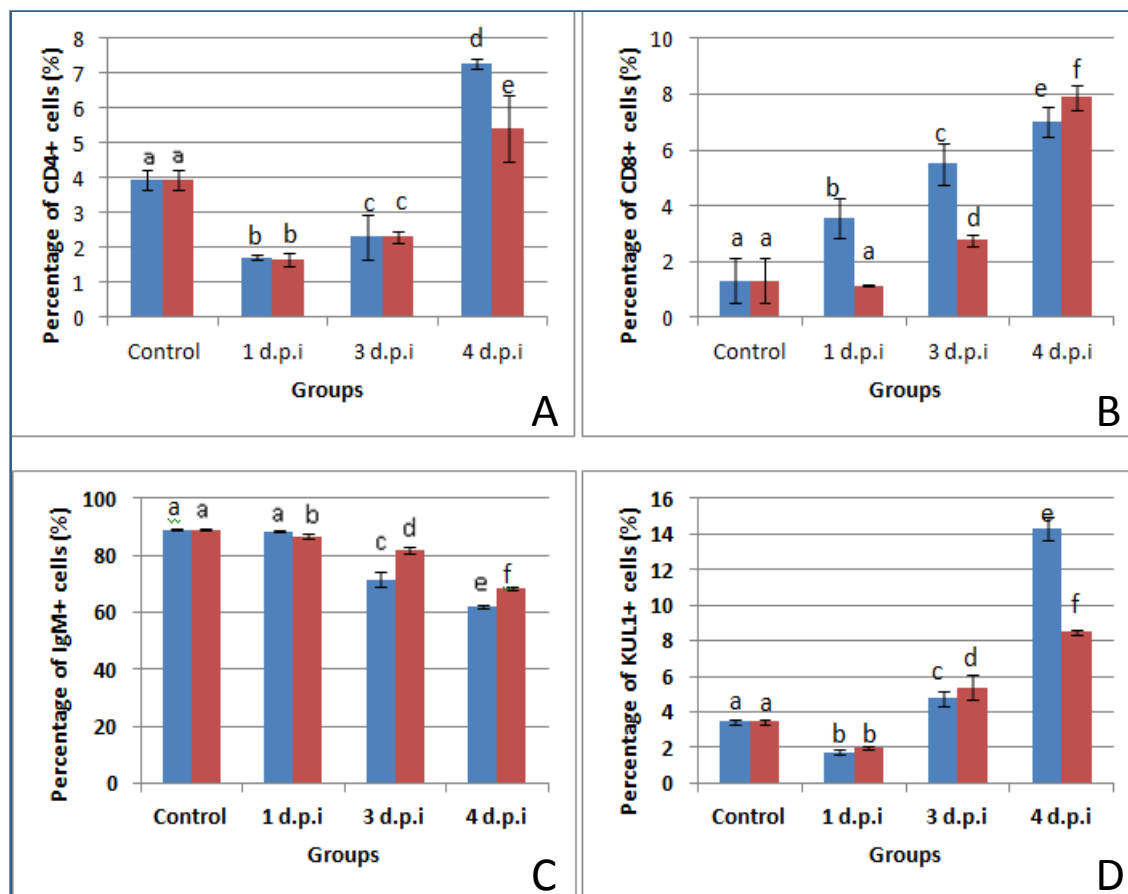 Percentage of CD4+ cells (%)
8
7
6
5
4
3
2
1
0
a a
b b
c c
d e
Control 1 d.p.i 3 d.p.i 4 d.p.i
Groups
A
Percentage of CD8+ cells (%)
10
8
6
4
2
0
a a
b a
c d
e f
Control 1 d.p.i 3 d.p.i 4 d.p.i
Groups
B
Percentage of IgM+ cells (%)
100
80
60
40
20
0
a a
a b
c d
e f
Control 1 d.p.i 3 d.p.i 4 d.p.i
Groups
C
Percentage of KUL1+ cells (%)
16
14
12
10
8
6
4
2
0
a a
b b
c d
e f
Control 1 d.p.i 3 d.p.i 4 d.p.i
Groups
D